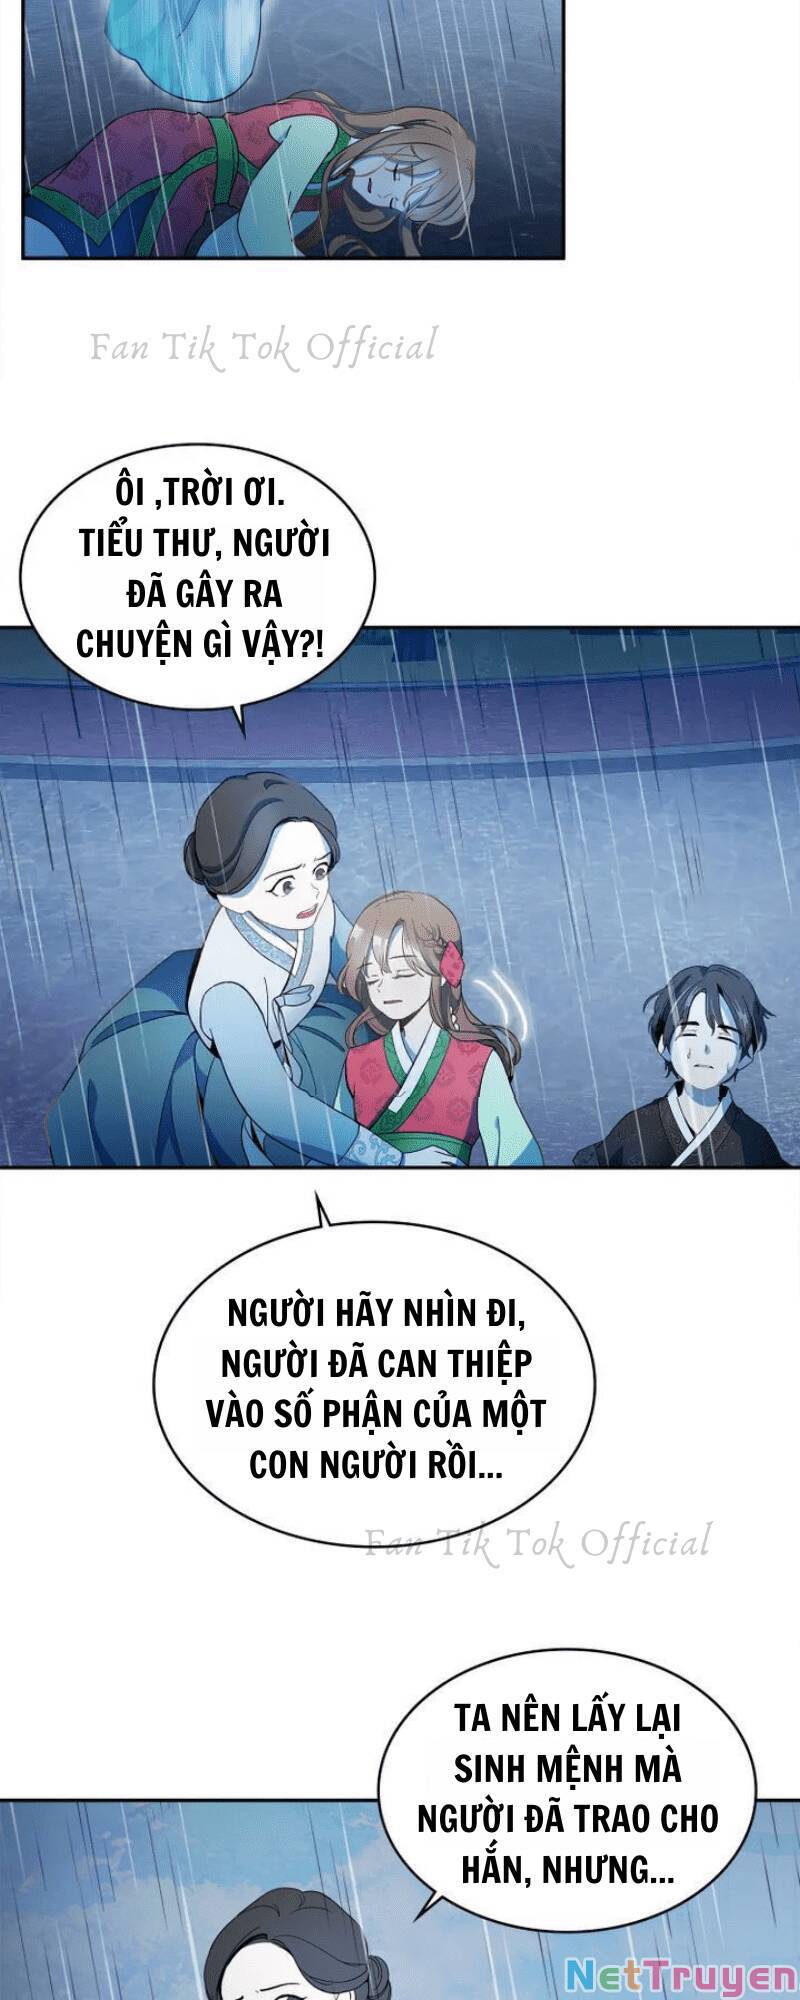 Fan Tik Tok Official
ÔI ,TRỜI ƠI.
TIỂU THƯ, NGƯỜI
ĐÃ GÂY RA
CHUYỆN GÌ VẬY?!
NGƯỜI HÃY NHÌN ĐI,
NGƯỜI ĐÃ CAN THIỆP
VÀO SỐ PHẬN CỦA MỘT
CON NGƯỜI RỒI...
Fan Tik Tok Official
TA NÊN LẤY LẠI
SINH MỆNH MÀ
NGƯỜI ĐÃ TRAO CHO
HẮN, NHƯNG...
NetTruyen